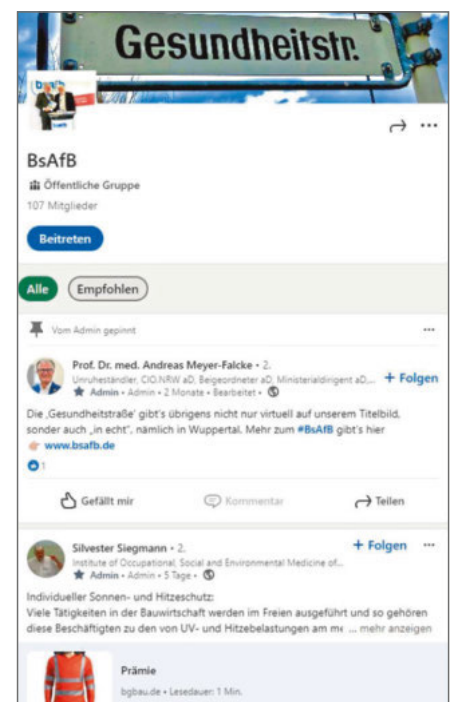 Gesundheitstr.
bsafb
BsAfB
Öffentliche Gruppe
107 Mitglieder
Beitreten
Alle
Empfohlen
Vom Admin gepinnt
Prof. Dr. med. Andreas Meyer-Falcke • 2.
Unruheständler, CIO.NRW aD, Beigeordneter aD, Ministerialdirigent aD,...
+ Folgen
Admin • Admin • 2 Monate • Bearbeitet •
Die ‚Gesundheitstraße' gibt's übrigens nicht nur virtuell auf unserem Titelbild,
sonder auch „in echt“, nämlich in Wuppertal. Mehr zum #BsAfB gibt's hier
www.bsafb.de
1
Gefällt mir
Kommentar
Teilen
Silvester Siegmann • 2.
+ Folgen
Institute of Occupational, Social and Environmental Medicine of...
Admin • Admin • 5 Tage •
Individueller Sonnen- und Hitzeschutz:
Viele Tätigkeiten in der Bauwirtschaft werden im Freien ausgeführt und so gehören
diese Beschäftigten zu den von UV- und Hitzebelastungen am me ... mehr anzeigen
Prämie
bgbau.de • Lesedauer: 1 Min.